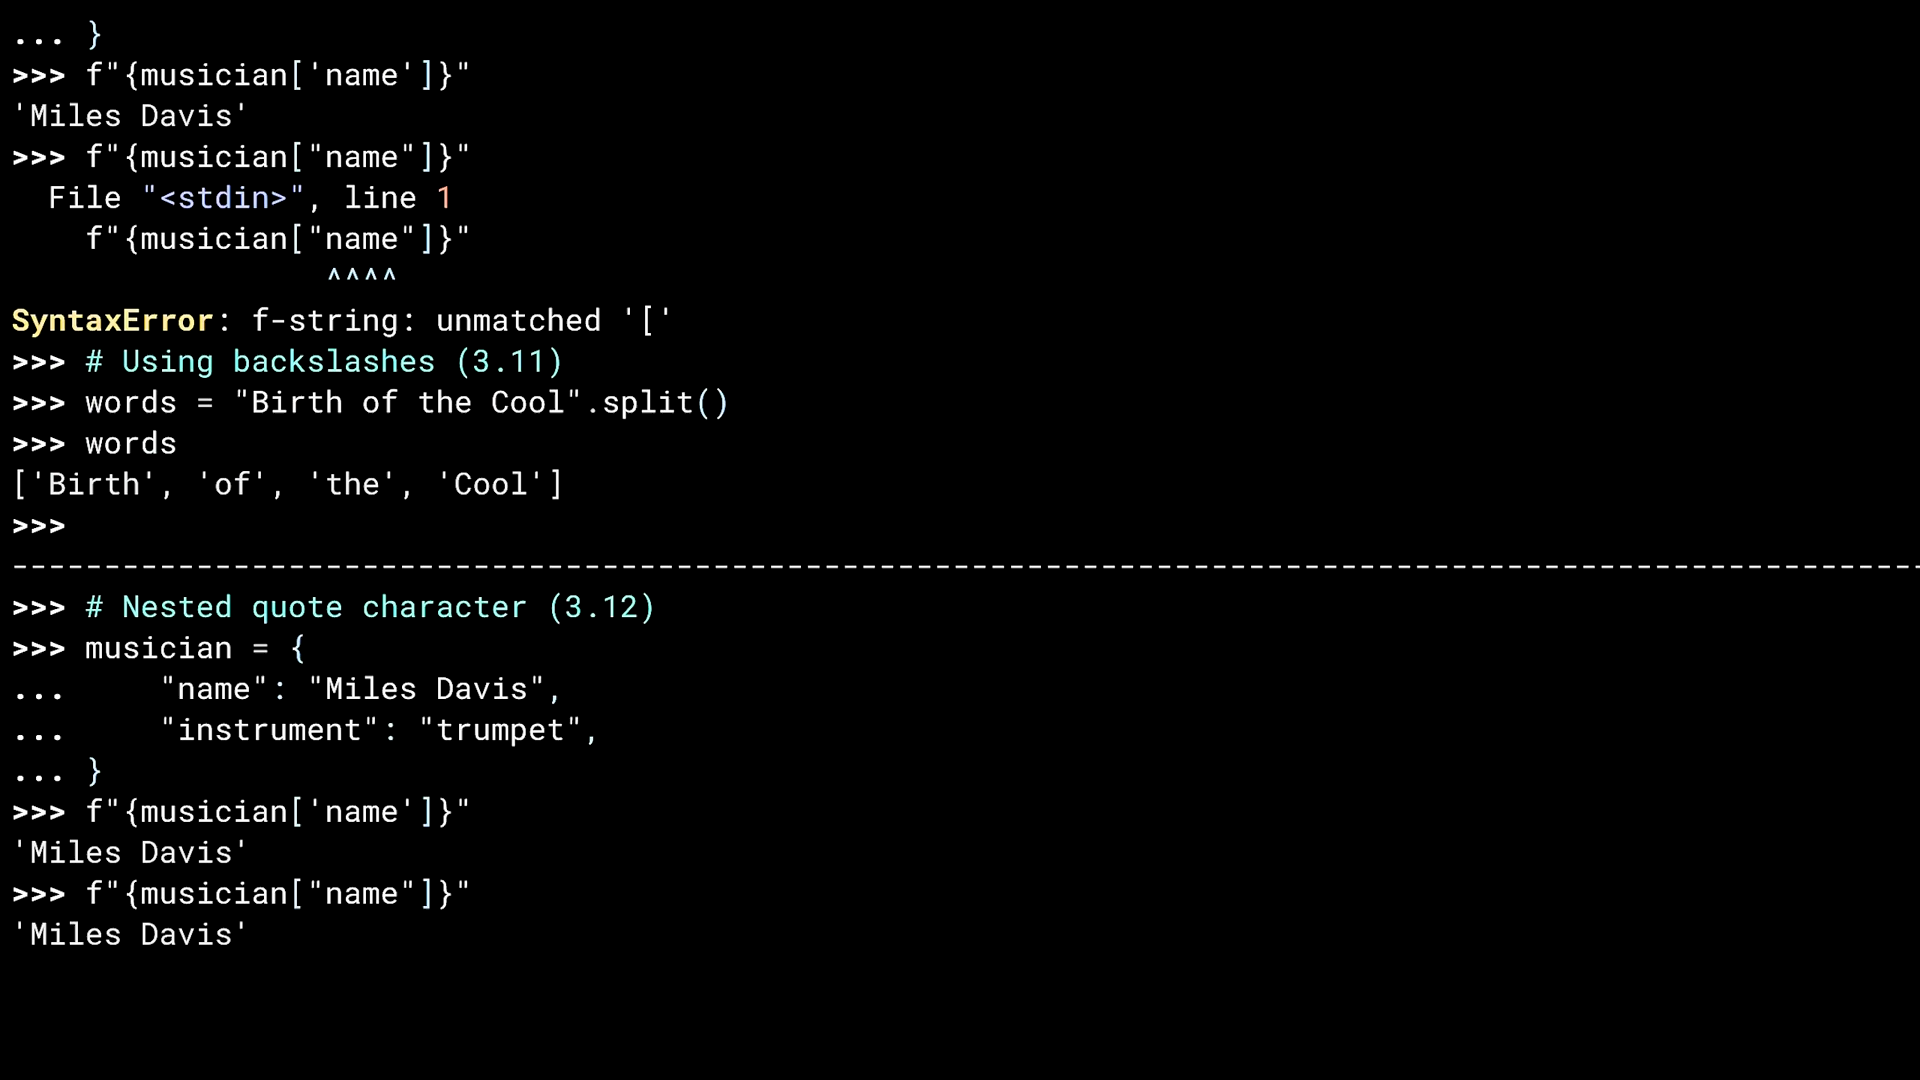 ... }
>>> f"{musician['name']}"
'Miles Davis'
>>> f"{musician["name"]}"
  File "<stdin>", line 1
    f"{musician["name"]}"
                 ^^^^
SyntaxError: f-string: unmatched '['
>>> # Using backslashes (3.11)
>>> words = "Birth of the Cool".split()
>>> words
['Birth', 'of', 'the', 'Cool']
>>>
--------------------------------------------------------------------------------------------------------
>>> # Nested quote character (3.12)
>>> musician = {
...     "name": "Miles Davis",
...     "instrument": "trumpet",
... }
>>> f"{musician['name']}"
'Miles Davis'
>>> f"{musician["name"]}"
'Miles Davis'